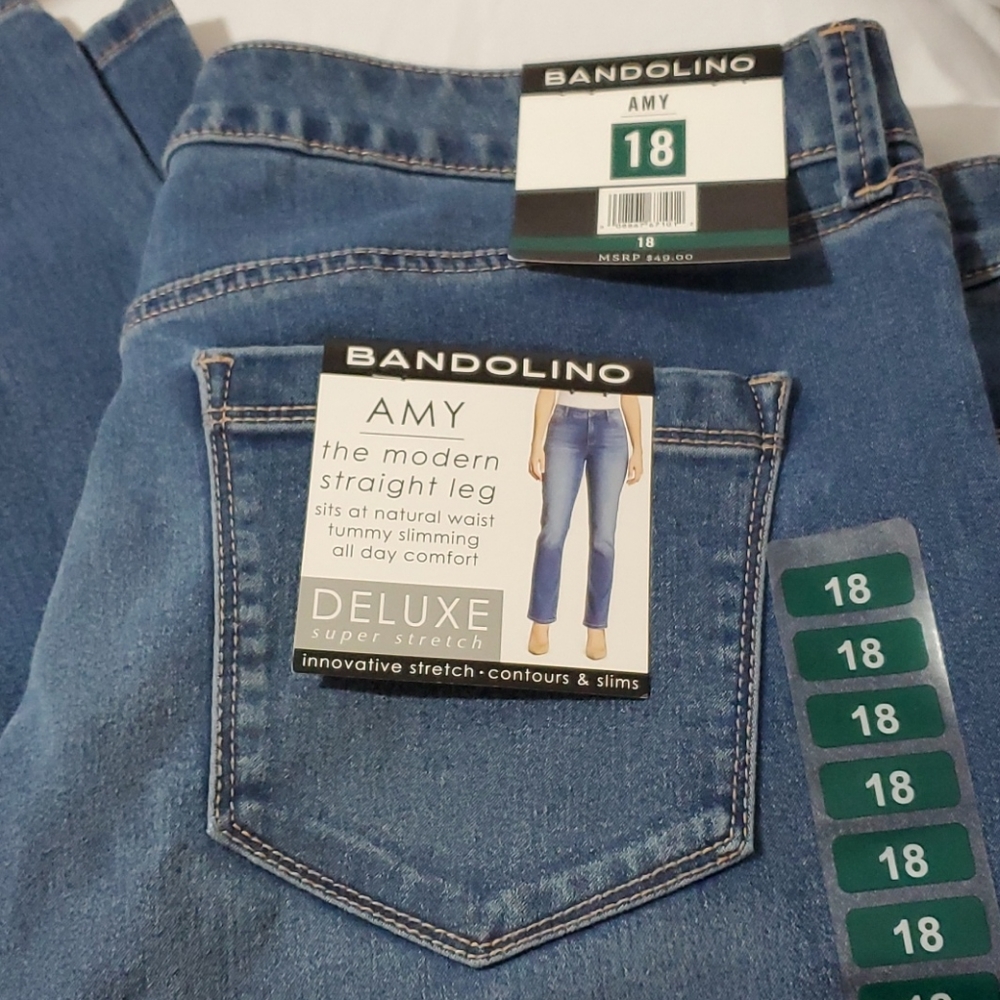 BANDOLINO
AMY
18
18
MSRP $49.00
BANDOLINO
AMY
the modern
straight leg
sits at natural waist
tummy slimming
all day comfort
DELUXE
super stretch
innovative stretch · contours & slims
18
18
18
18
18
18